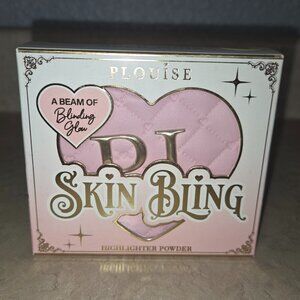 PLOUISE
A BEAM OF
Blinding
Glow
PL
SKIN BLING
HIGHLIGHTER POWDER